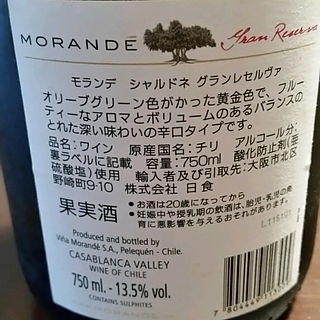 MORANDÉ Gran Reserva
モランデ シャルドネ グランレセルヴァ
オリーブグリーン色がかった黄金色で、フルー
ティーなアロマとボリュームのあるバランスの
とれた深い味わいの辛口タイプです。
品名:ワイン 原産国名:チリ アルコール分:
裏ラベルに記載 容量:750ml 酸化防止剤(亜
硫酸塩)使用 輸入者及び引取先:大阪市北区
野崎町9-10 株式会社 日食
果実酒
●お酒は20歳になってから
●妊娠中や授乳期の飲酒は、胎児・乳児の発
育に悪影響を与えるおそれがあります。
L115191
Produced and bottled by
Viña Morandé S.A., Pelequén - Chile.
CASABLANCA VALLEY
WINE OF CHILE
750 ml. - 13.5% vol.
CONTAINS SULPHITES